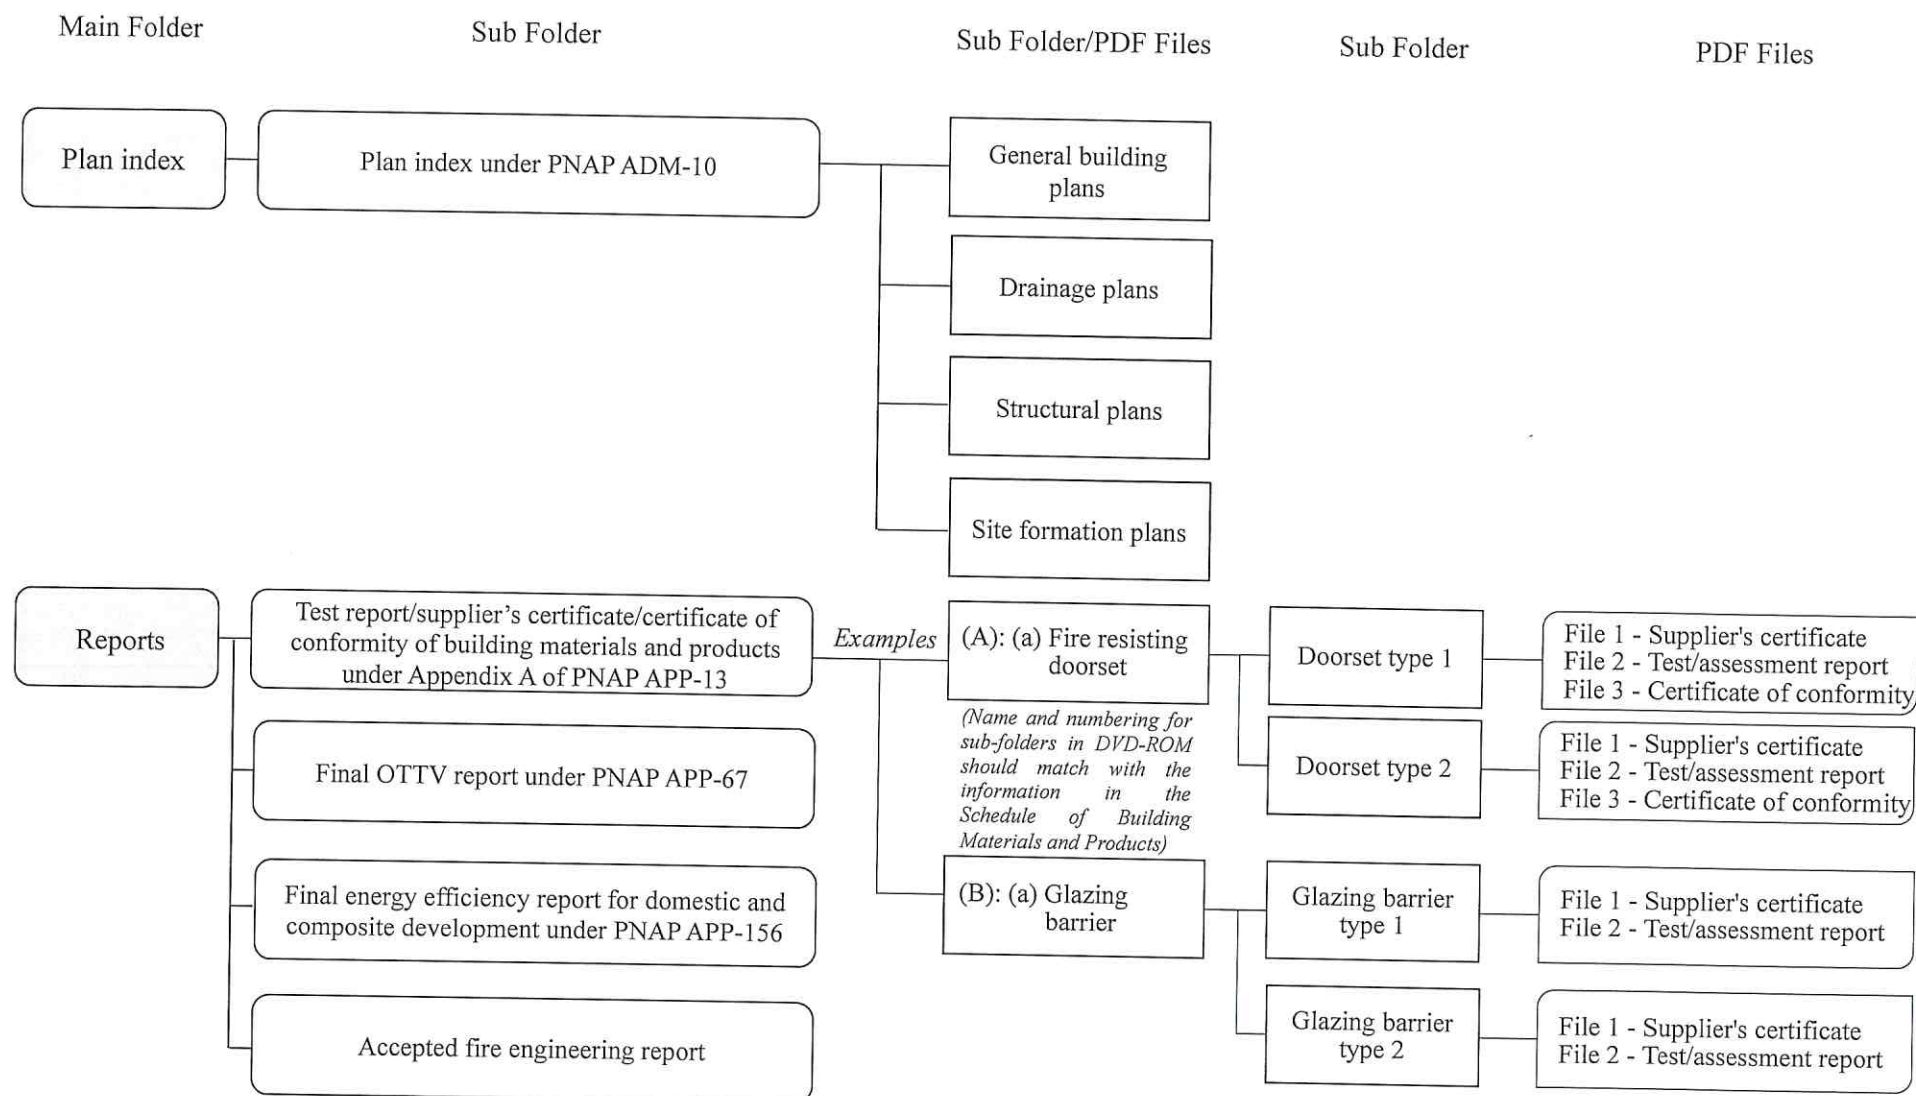 Main Folder
Sub Folder
Sub Folder/PDF Files
Sub Folder
PDF Files
Plan index
Plan index under PNAP ADM-10
General building
plans
Drainage plans
Structural plans
Site formation plans
Reports
Test report/supplier's certificate/certificate of
conformity of building materials and products
under Appendix A of PNAP APP-13
Examples
(A): (a) Fire resisting
doorset
Doorset type 1
File 1 - Supplier's certificate
File 2 - Test/assessment report
File 3 - Certificate of conformity
(Name and numbering for
sub-folders in DVD-ROM
should match with the
information in the
Schedule of Building
Materials and Products)
Doorset type 2
File 1 - Supplier's certificate
File 2 - Test/assessment report
File 3 - Certificate of conformity
Final OTTV report under PNAP APP-67
Final energy efficiency report for domestic and
composite development under PNAP APP-156
(B): (a) Glazing
barrier
Glazing barrier
type 1
File 1 - Supplier's certificate
File 2 - Test/assessment report
Accepted fire engineering report
Glazing barrier
type 2
File 1 - Supplier's certificate
File 2 - Test/assessment report